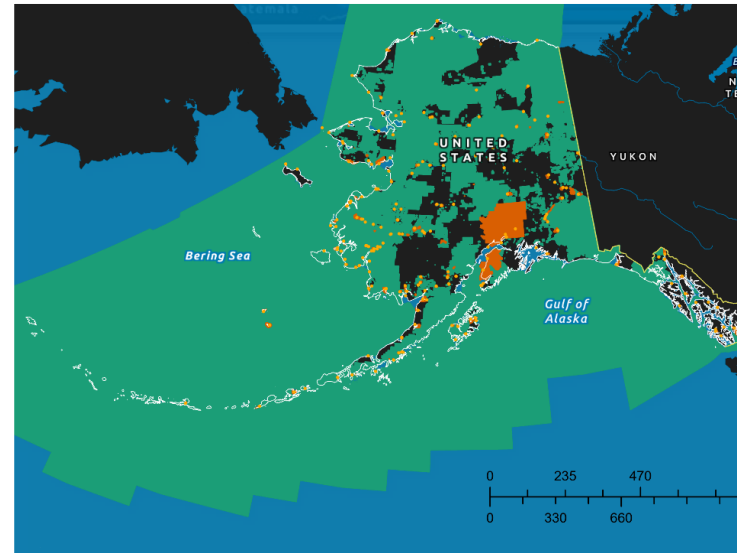 UNITED
STATES
YUKON
Bering Sea
Gulf of
Alaska
0 235 470
0 330 660